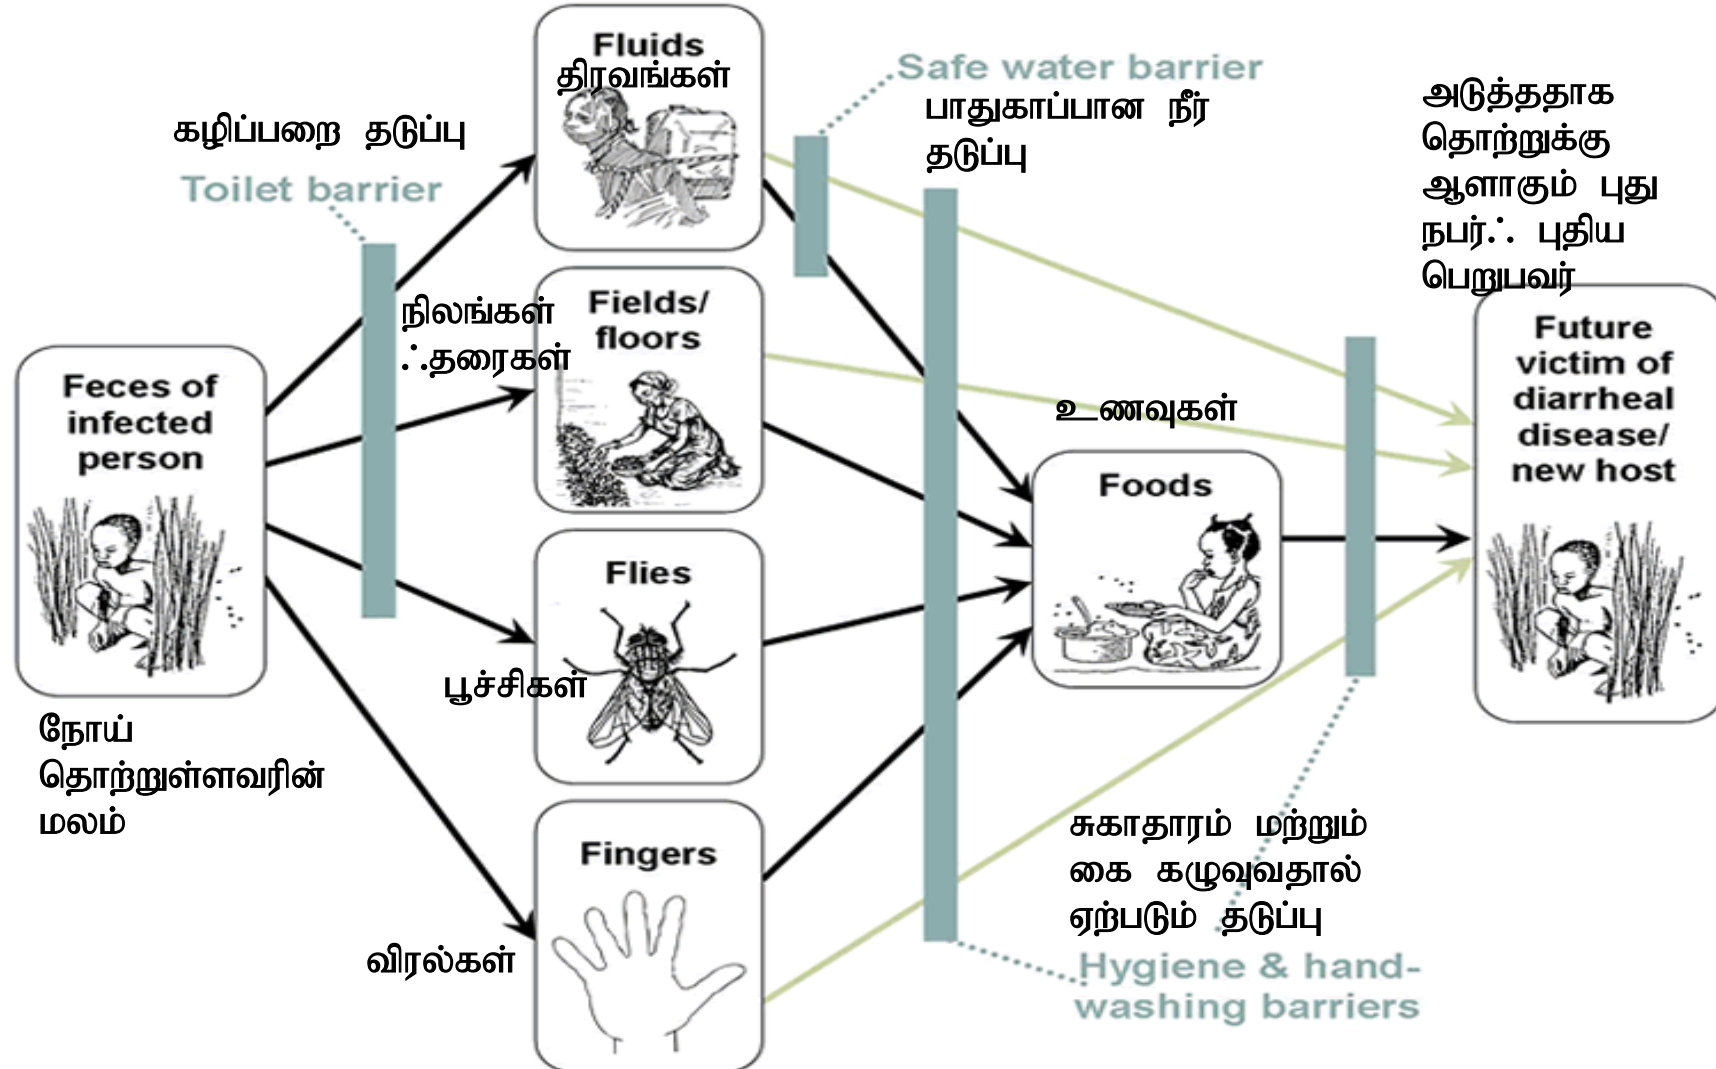 Fluids
திரவங்கள்
Safe water barrier
பாதுகாப்பான நீர்
தடுப்பு
அடுத்ததாக
தொற்றுக்கு
ஆளாகும் புது
நபர்ஃ புதிய
பெறுபவர்
கழிப்பறை தடுப்பு
Toilet barrier
நிலங்கள்
ஃதரைகள்
Fields/
floors
Feces of
infected
person
Future
victim of
diarrheal
disease/
new host
உணவுகள்
Foods
Flies
பூச்சிகள்
நோய்
தொற்றுள்ளவரின்
மலம்
Fingers
விரல்கள்
சுகாதாரம் மற்றும்
கை கழுவுவதால்
ஏற்படும் தடுப்பு
Hygiene & hand-
washing barriers